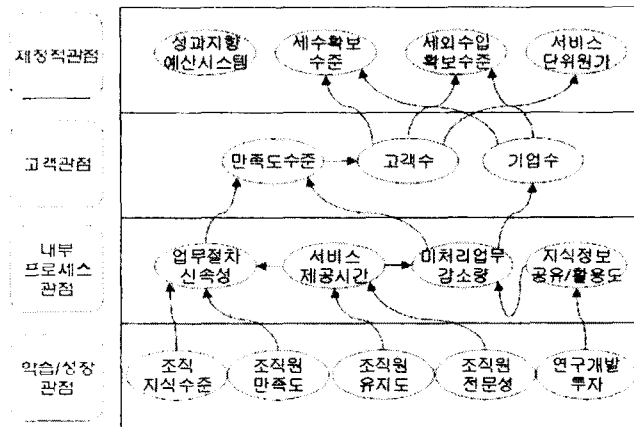 재정적관점
성과지향
예산시스템
세수확보
수준
세외수입
확보수준
서비스
단위원가
고객관점
만족도수준
고객수
기업수
내부
프로세스
관점
업무절차
신속성
서비스
제공시간
미처리업무
감소량
지식정보
공유/활용도
학습/성장
관점
조직
지식수준
조직원
만족도
조직원
유지도
조직원
전문성
연구개발
투자